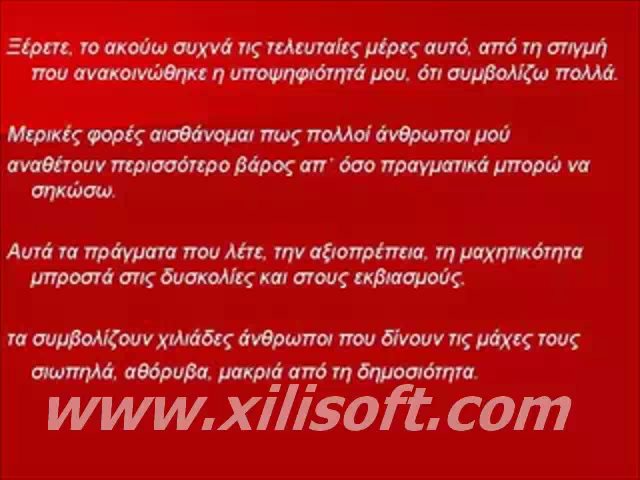 Ξέρετε, το ακούω συχνά τις τελευταίες μέρες αυτό, από τη στιγμή
που ανακοινώθηκε η υποψηφιότητά μου, ότι συμβολίζω πολλά.
Μερικές φορές αισθάνομαι πως πολλοί άνθρωποι μού
αναθέτουν περισσότερο βάρος απ΄ όσο πραγματικά μπορώ να
σηκώσω.
Αυτά τα πράγματα που λέτε, την αξιοπρέπεια, τη μαχητικότητα
μπροστά στις δυσκολίες και στους εκβιασμούς,
τα συμβολίζουν χιλιάδες άνθρωποι που δίνουν τις μάχες τους
σιωπηλά, αθόρυβα, μακριά από τη δημοσιότητα.
www.xilisoft.com